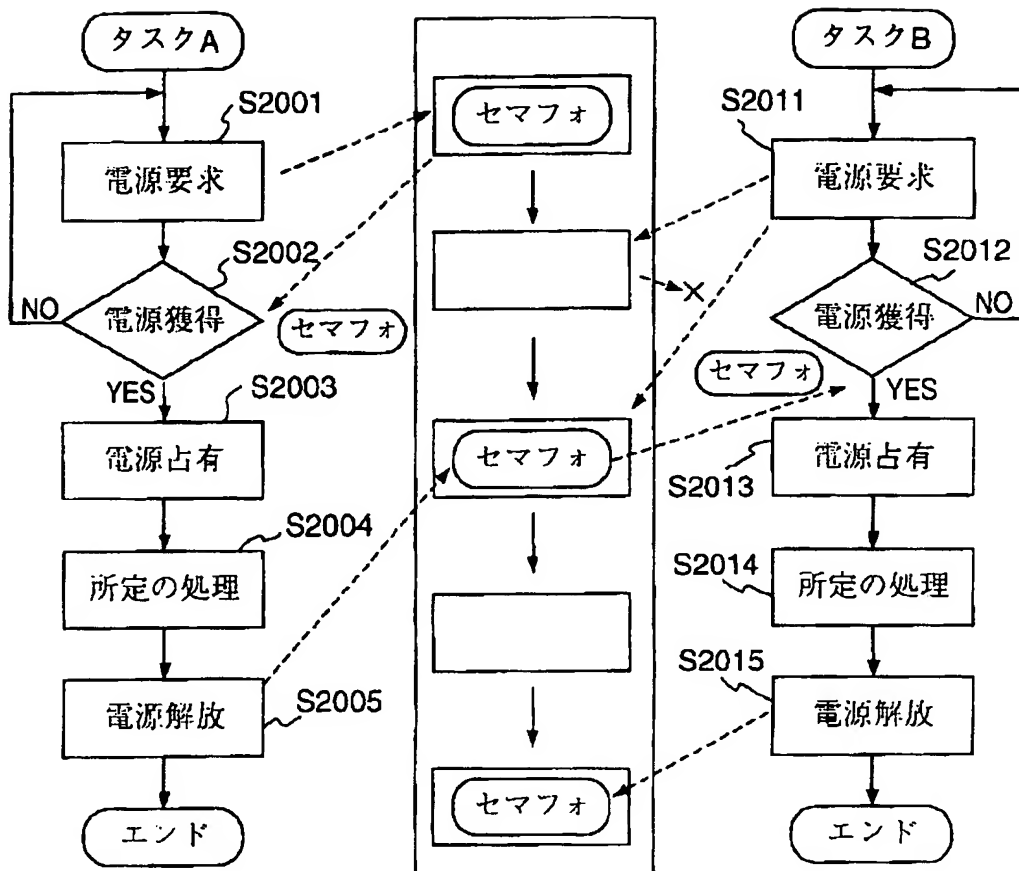 タスクA
S2001
電源要求
S2002
電源獲得
NO
YES
S2003
電源占有
S2004
所定の処理
電源解放
S2005
エンド
セマフォ
セマフォ
×
セマフォ
セマフォ
セマフォ
タスクB
S2011
電源要求
S2012
電源獲得
NO
YES
電源占有
S2013
S2014
所定の処理
S2015
電源解放
エンド